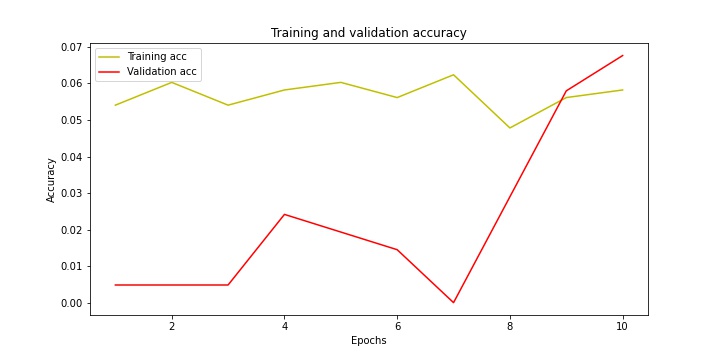 Training and validation accuracy
Training acc
Validation acc
0.07
0.06
0.05
0.04
0.03
0.02
0.01
0.00
Accuracy
2 4 6 8 10
Epochs